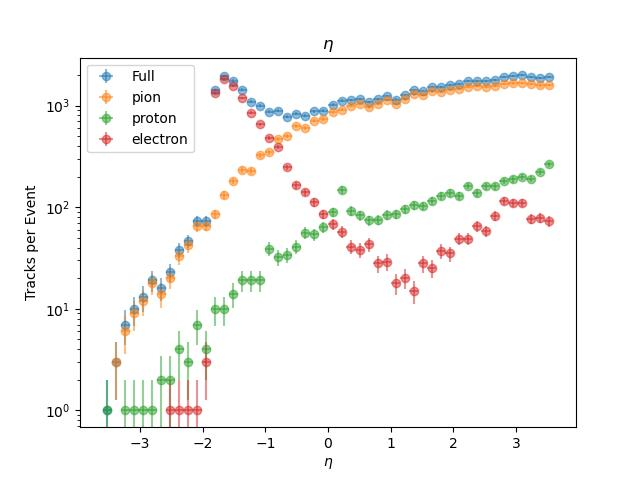 η
Full
pion
proton
electron
Tracks per Event
10³
10²
10¹
10⁰
−3 −2 −1 0 1 2 3
η